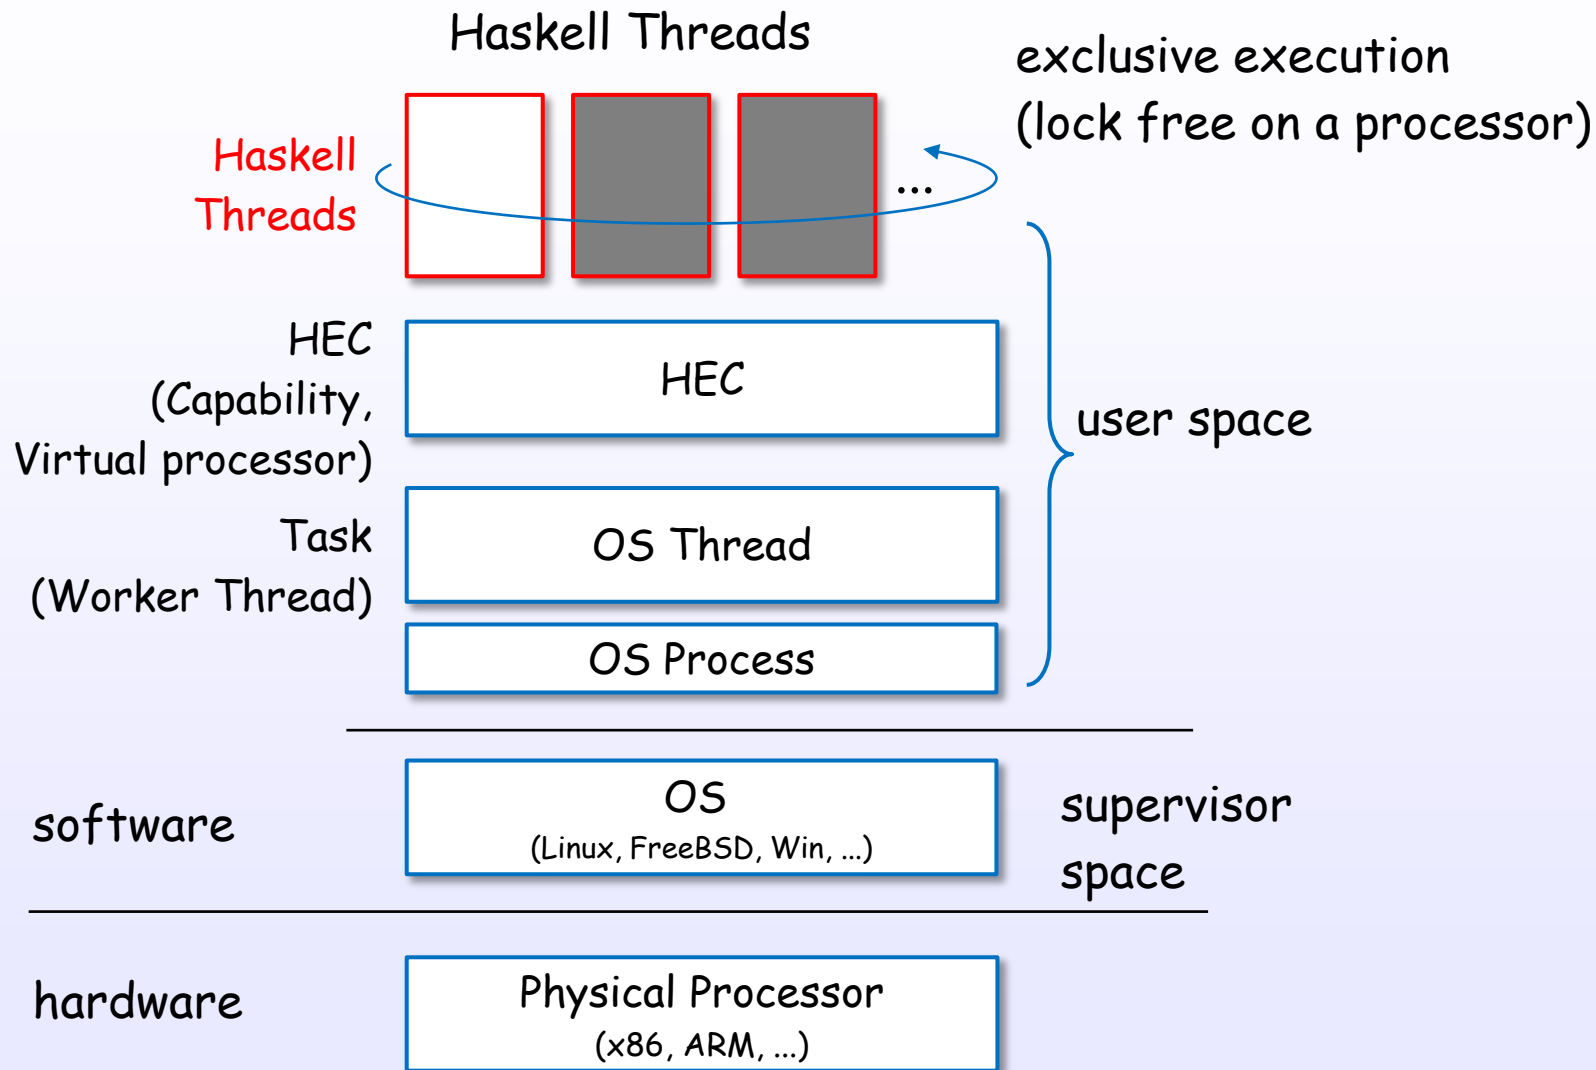 Haskell Threads
exclusive execution
(lock free on a processor)
Haskell
Threads
...
HEC
(Capability,
Virtual processor)
HEC
user space
Task
(Worker Thread)
OS Thread
OS Process
software
OS
(Linux, FreeBSD, Win, ...)
supervisor
space
hardware
Physical Processor
(x86, ARM, ...)